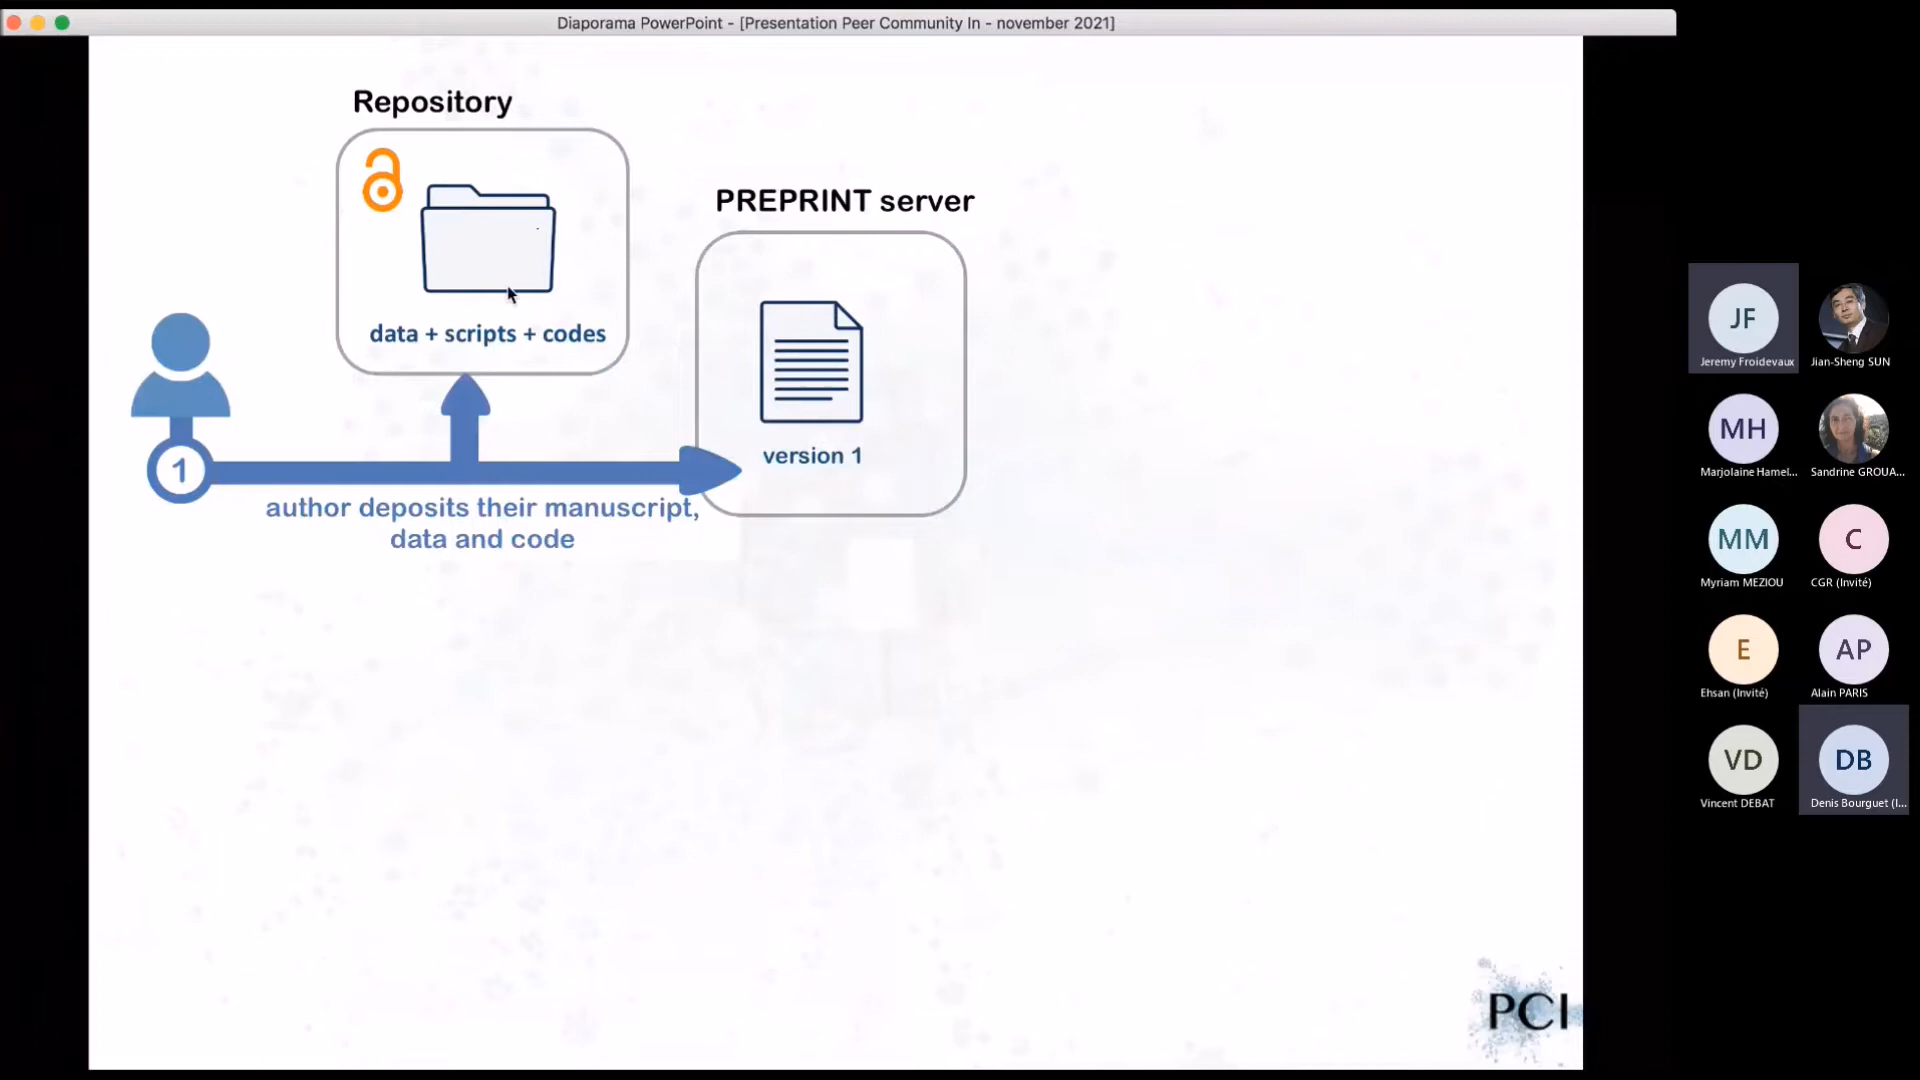 Diaporama PowerPoint - [Presentation Peer Community In - november 2021]
Repository
data + scripts + codes
PREPRINT server
version 1
1
author deposits their manuscript,
data and code
PCI
JF
Jeremy Froidevaux
Jian-Sheng SUN
MH
Marjolaine Hamel...
Sandrine GROUA...
MM
Myriam MEZIOU
C
CGR (Invité)
E
Ehsan (Invité)
AP
Alain PARIS
VD
Vincent DEBAT
DB
Denis Bourguet (I...